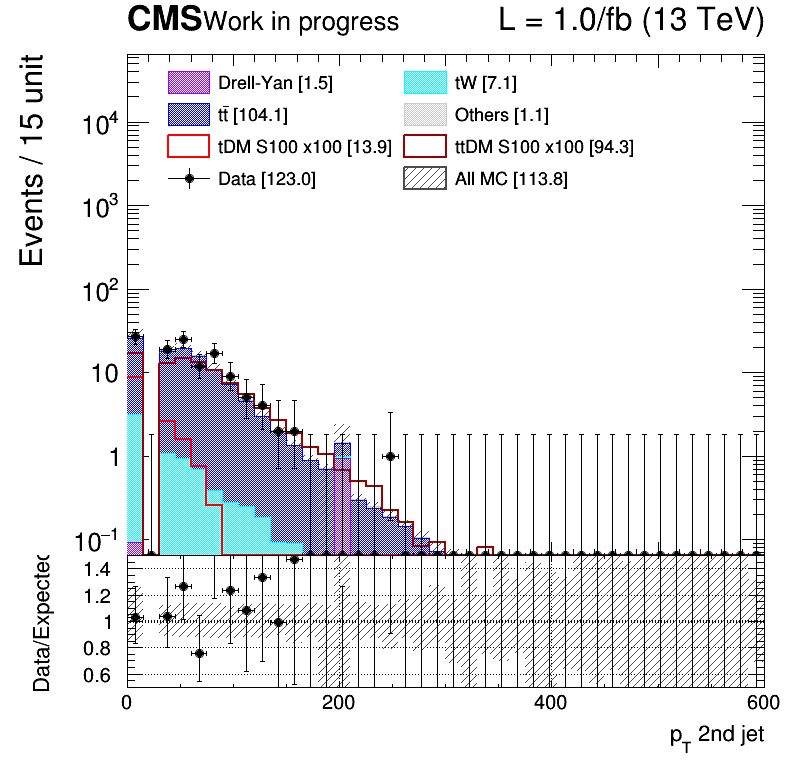 CMS Work in progress L = 1.0/fb (13 TeV)
Events / 15 unit
Drell-Yan [1.5] tW [7.1]
tt̄ [104.1] Others [1.1]
tDM S100 x100 [13.9] ttDM S100 x100 [94.3]
Data [123.0] All MC [113.8]
10⁴
10³
10²
10
1
10⁻¹
Data/Expected
1.4
1.2
1
0.8
0.6
0 200 400 600
p_T 2nd jet